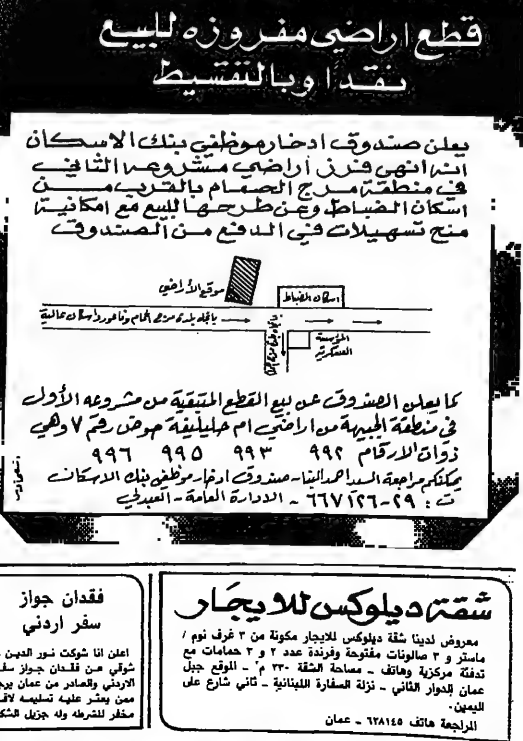 قطع اراضي مفروزه للبيع
نقدا وبالتقسيط
يعلن صندوق ادخار موظفي بنك الاسكان
انه انهى فرز أراضي مشروعه الثاني
في منطقة مرج الحمام بالقرب من
اسكان الضباط وعن طرحها للبيع مع امكانية
منح تسهيلات في الدفع من الصندوق
موقع الأراضي
اسكان الضباط
المؤسسة
العسكرية
كما يعلن الصندوق عن بيع القطع المتبقية من مشروعه الأول
في منطقة الجبيهة من اراضي ام حليليفة حوض رقم ٧ وهي
ذوات الارقام ٩٩٢ ٩٩٣ ٩٩٥ ٩٩٦
يمكنكم مراجعة السيد احمد البنا - صندوق ادخار موظفي بنك الاسكان
ت : ٢٩-٦٦٧١٢٦ - الادارة العامة - العبدلي
شقة ديلوكس للايجار
معروض لدينا شقة ديلوكس للايجار مكونة من ٣ غرف نوم /
ماستر و ٣ صالونات مفتوحة وفرندة عدد ٢ و ٣ حمامات مع
تدفئة مركزية وهاتف - مساحة الشقة ٢٣٠ م٢ - الموقع جبل
عمان الدوار الثاني - نزلة السفارة اللبنانية - ثاني شارع على
اليمين.
المراجعة هاتف ٦٣٨١٤٥ - عمان
فقدان جواز
سفر اردني
اعلن انا شوكت نور الدين
شوقي عن فقدان جواز سفر
الاردني والصادر من عمان
ممن يعثر عليه تسليمه
مخفر للشرطه وله جزيل